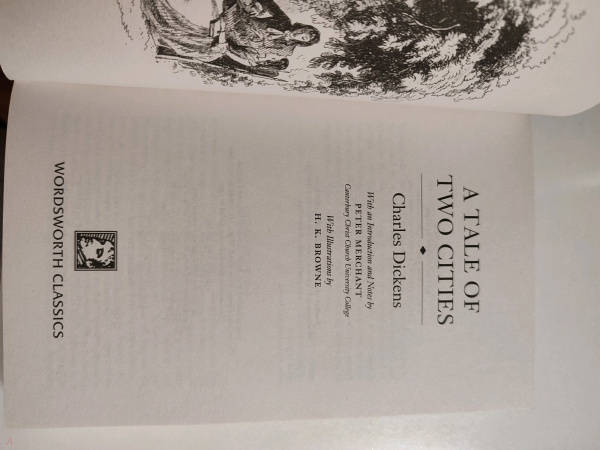 A TALE OF
TWO CITIES
Charles Dickens
With an Introduction and Notes by
PETER MERCHANT
Canterbury Christ Church University College
With Illustrations by
H. K. BROWNE
WORDSWORTH CLASSICS